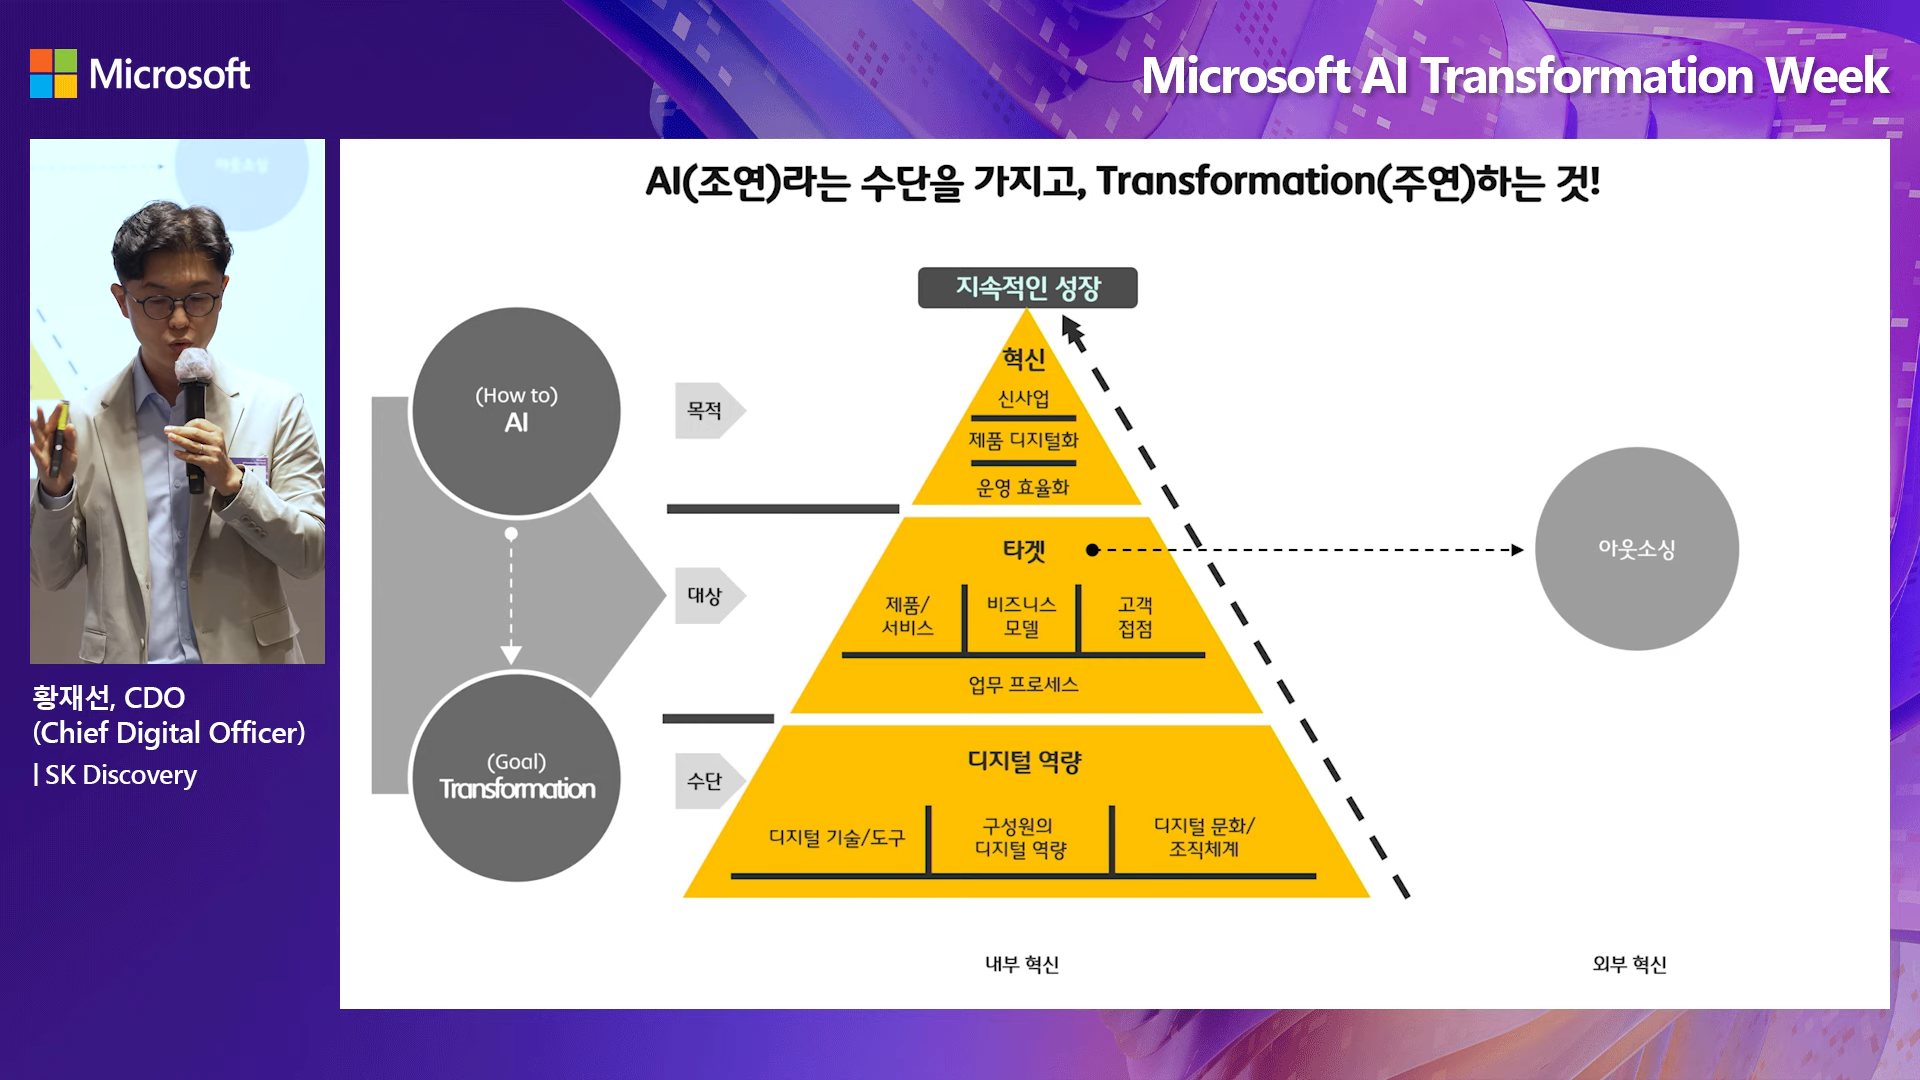 Microsoft
Microsoft AI Transformation Week
황재선, CDO
(Chief Digital Officer)
| SK Discovery
AI(조연)라는 수단을 가지고, Transformation(주연)하는 것!
지속적인 성장
(How to)
AI
(Goal)
Transformation
목적
혁신
신사업
제품 디지털화
운영 효율화
대상
타겟
제품/
서비스
비즈니스
모델
고객
접점
업무 프로세스
아웃소싱
수단
디지털 역량
디지털 기술/도구
구성원의
디지털 역량
디지털 문화/
조직체계
내부 혁신
외부 혁신